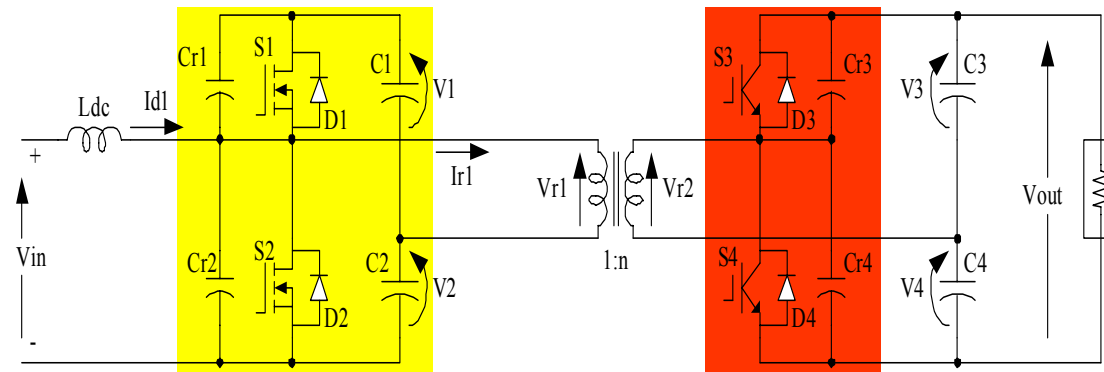 Cr1
S1
C1
V1
D1
Ldc
Id1
Ir1
+
Vin
-
Cr2
S2
C2
V2
D2
Vr1
Vr2
1:n
S3
Cr3
D3
V3
C3
S4
Cr4
D4
V4
C4
Vout